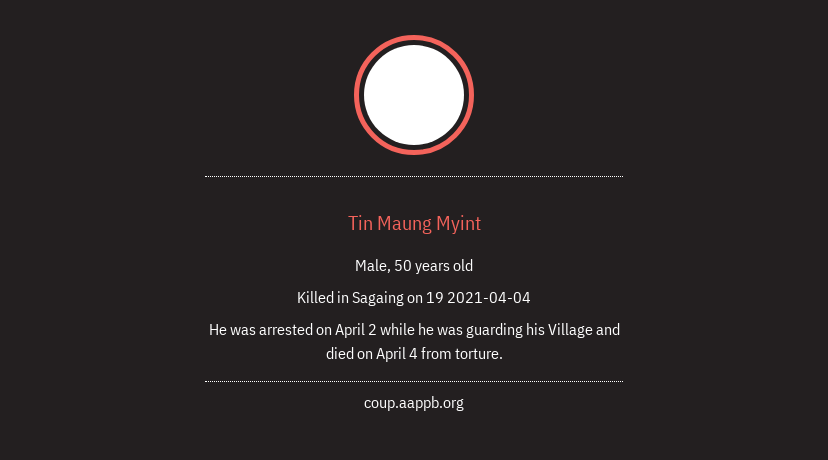 Tin Maung Myint
Male, 50 years old
Killed in Sagaing on 19 2021-04-04
He was arrested on April 2 while he was guarding his Village and
died on April 4 from torture.
coup.aappb.org